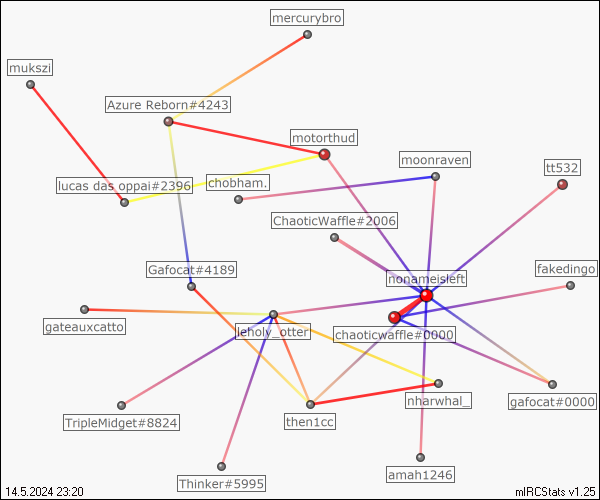 mercurybro
mukszi
Azure Reborn#4243
motorthud
moonraven
tt532
lucas das oppai#2396
chobham.
ChaoticWaffle#2006
Gafocat#4189
nonameisleft
fakedingo
gateauxcatto
leholy_otter
chaoticwaffle#0000
TripleMidget#8824
then1cc
nharwhal_
gafocat#0000
Thinker#5995
amah1246
14.5.2024 23:20
mIRCStats v1.25